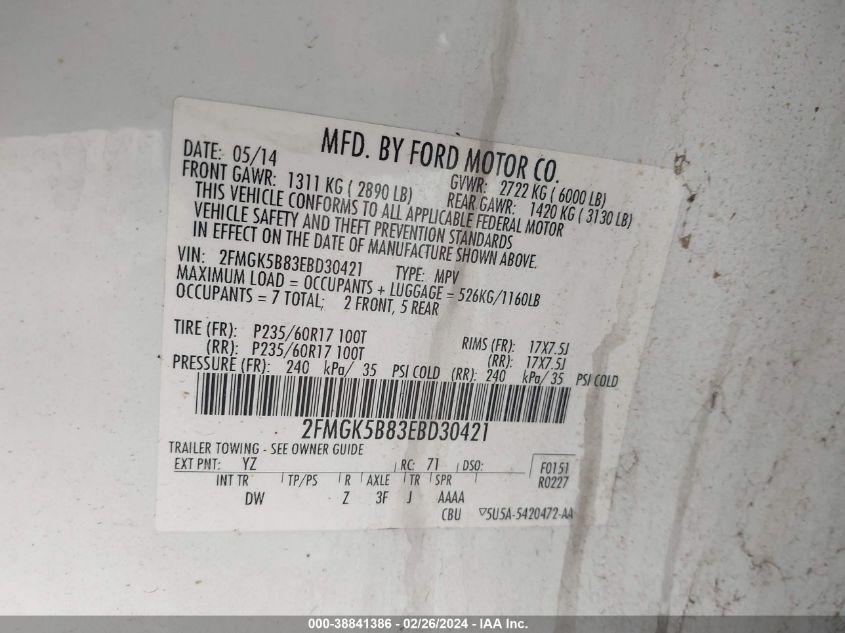 MFD. BY FORD MOTOR CO.
DATE: 05/14 GVWR: 2722 KG ( 6000 LB)
FRONT GAWR: 1311 KG ( 2890 LB) REAR GAWR: 1420 KG ( 3130 LB)
THIS VEHICLE CONFORMS TO ALL APPLICABLE FEDERAL MOTOR
VEHICLE SAFETY AND THEFT PREVENTION STANDARDS
IN EFFECT ON THE DATE OF MANUFACTURE SHOWN ABOVE.
VIN: 2FMGK5B83EBD30421 TYPE: MPV
MAXIMUM LOAD = OCCUPANTS + LUGGAGE = 526KG/1160LB
OCCUPANTS = 7 TOTAL; 2 FRONT, 5 REAR
TIRE (FR): P235/60R17 100T RIMS (FR): 17X7.5J
(RR): P235/60R17 100T (RR): 17X7.5J
PRESSURE (FR): 240 kPa/ 35 PSI COLD (RR): 240 kPa/ 35 PSI COLD
2FMGK5B83EBD30421
TRAILER TOWING - SEE OWNER GUIDE
EXT PNT: YZ RC: 71 DSO: F0151
INT TR TP/PS R AXLE TR SPR R0227
DW Z 3F J AAAA
CBU ▽5U5A-5420472-AA
000-38841386 - 02/26/2024 - IAA Inc.